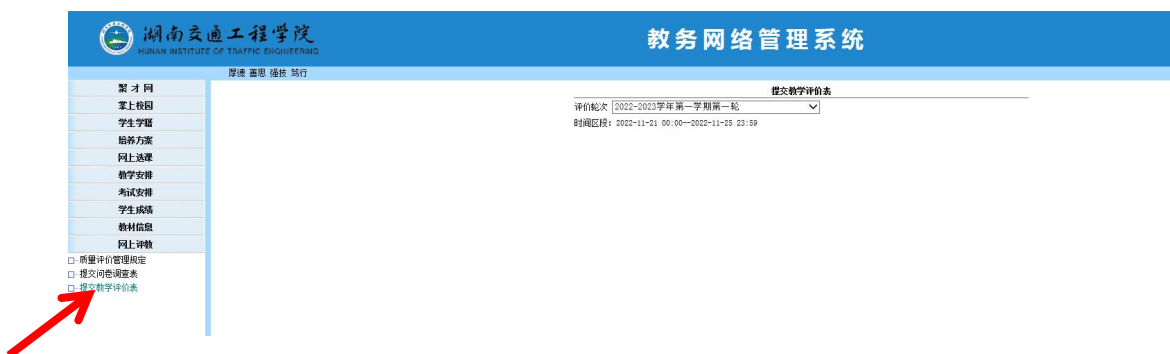 湖南交通工程学院
HUNAN INSTITUTE OF TRAFFIC ENGINEERING
教务网络管理系统
厚德 蓄思 强技 笃行
聚才网
掌上校园
学生学籍
培养方案
网上选课
教学安排
考试安排
学生成绩
教材信息
网上评教
质量评价管理规定
提交问卷调查表
提交教学评价表
提交教学评价表
评价轮次 2022-2023学年第一学期第一轮
时间区段：2022-11-21 00:00--2022-11-25 23:59